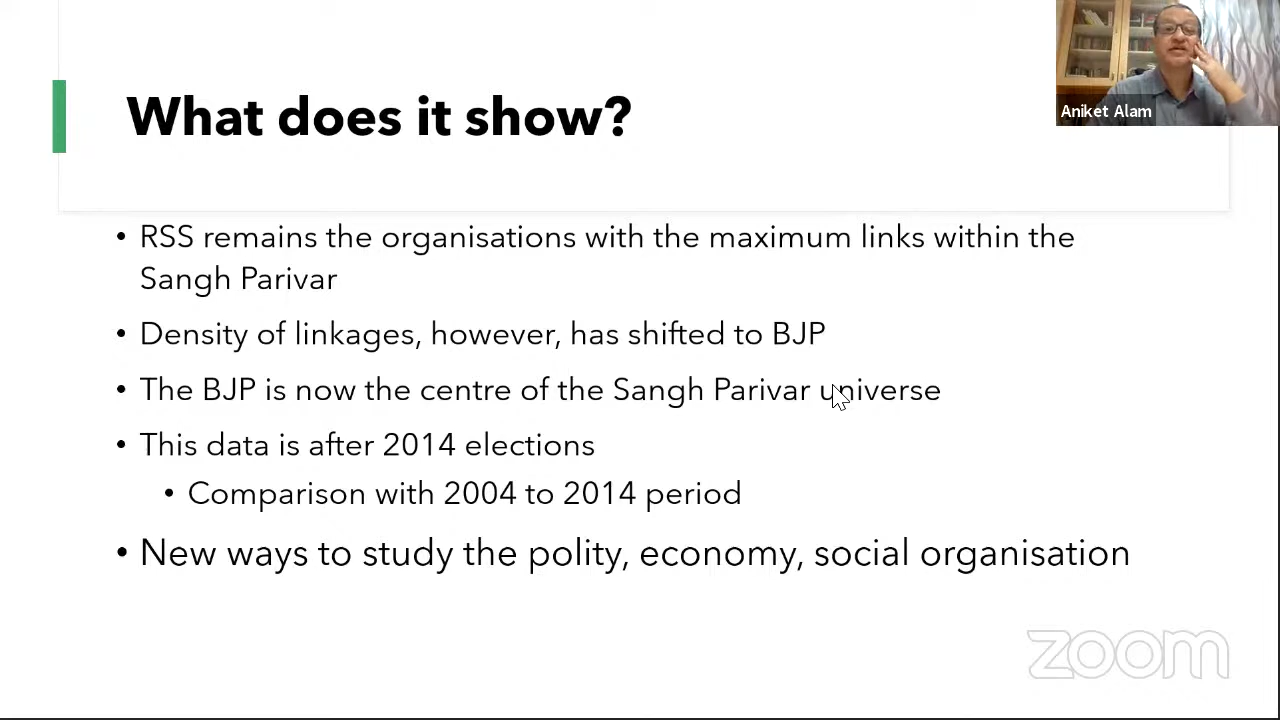 What does it show?
Aniket Alam
• RSS remains the organisations with the maximum links within the
Sangh Parivar
• Density of linkages, however, has shifted to BJP
• The BJP is now the centre of the Sangh Parivar universe
• This data is after 2014 elections
• Comparison with 2004 to 2014 period
• New ways to study the polity, economy, social organisation
zoom